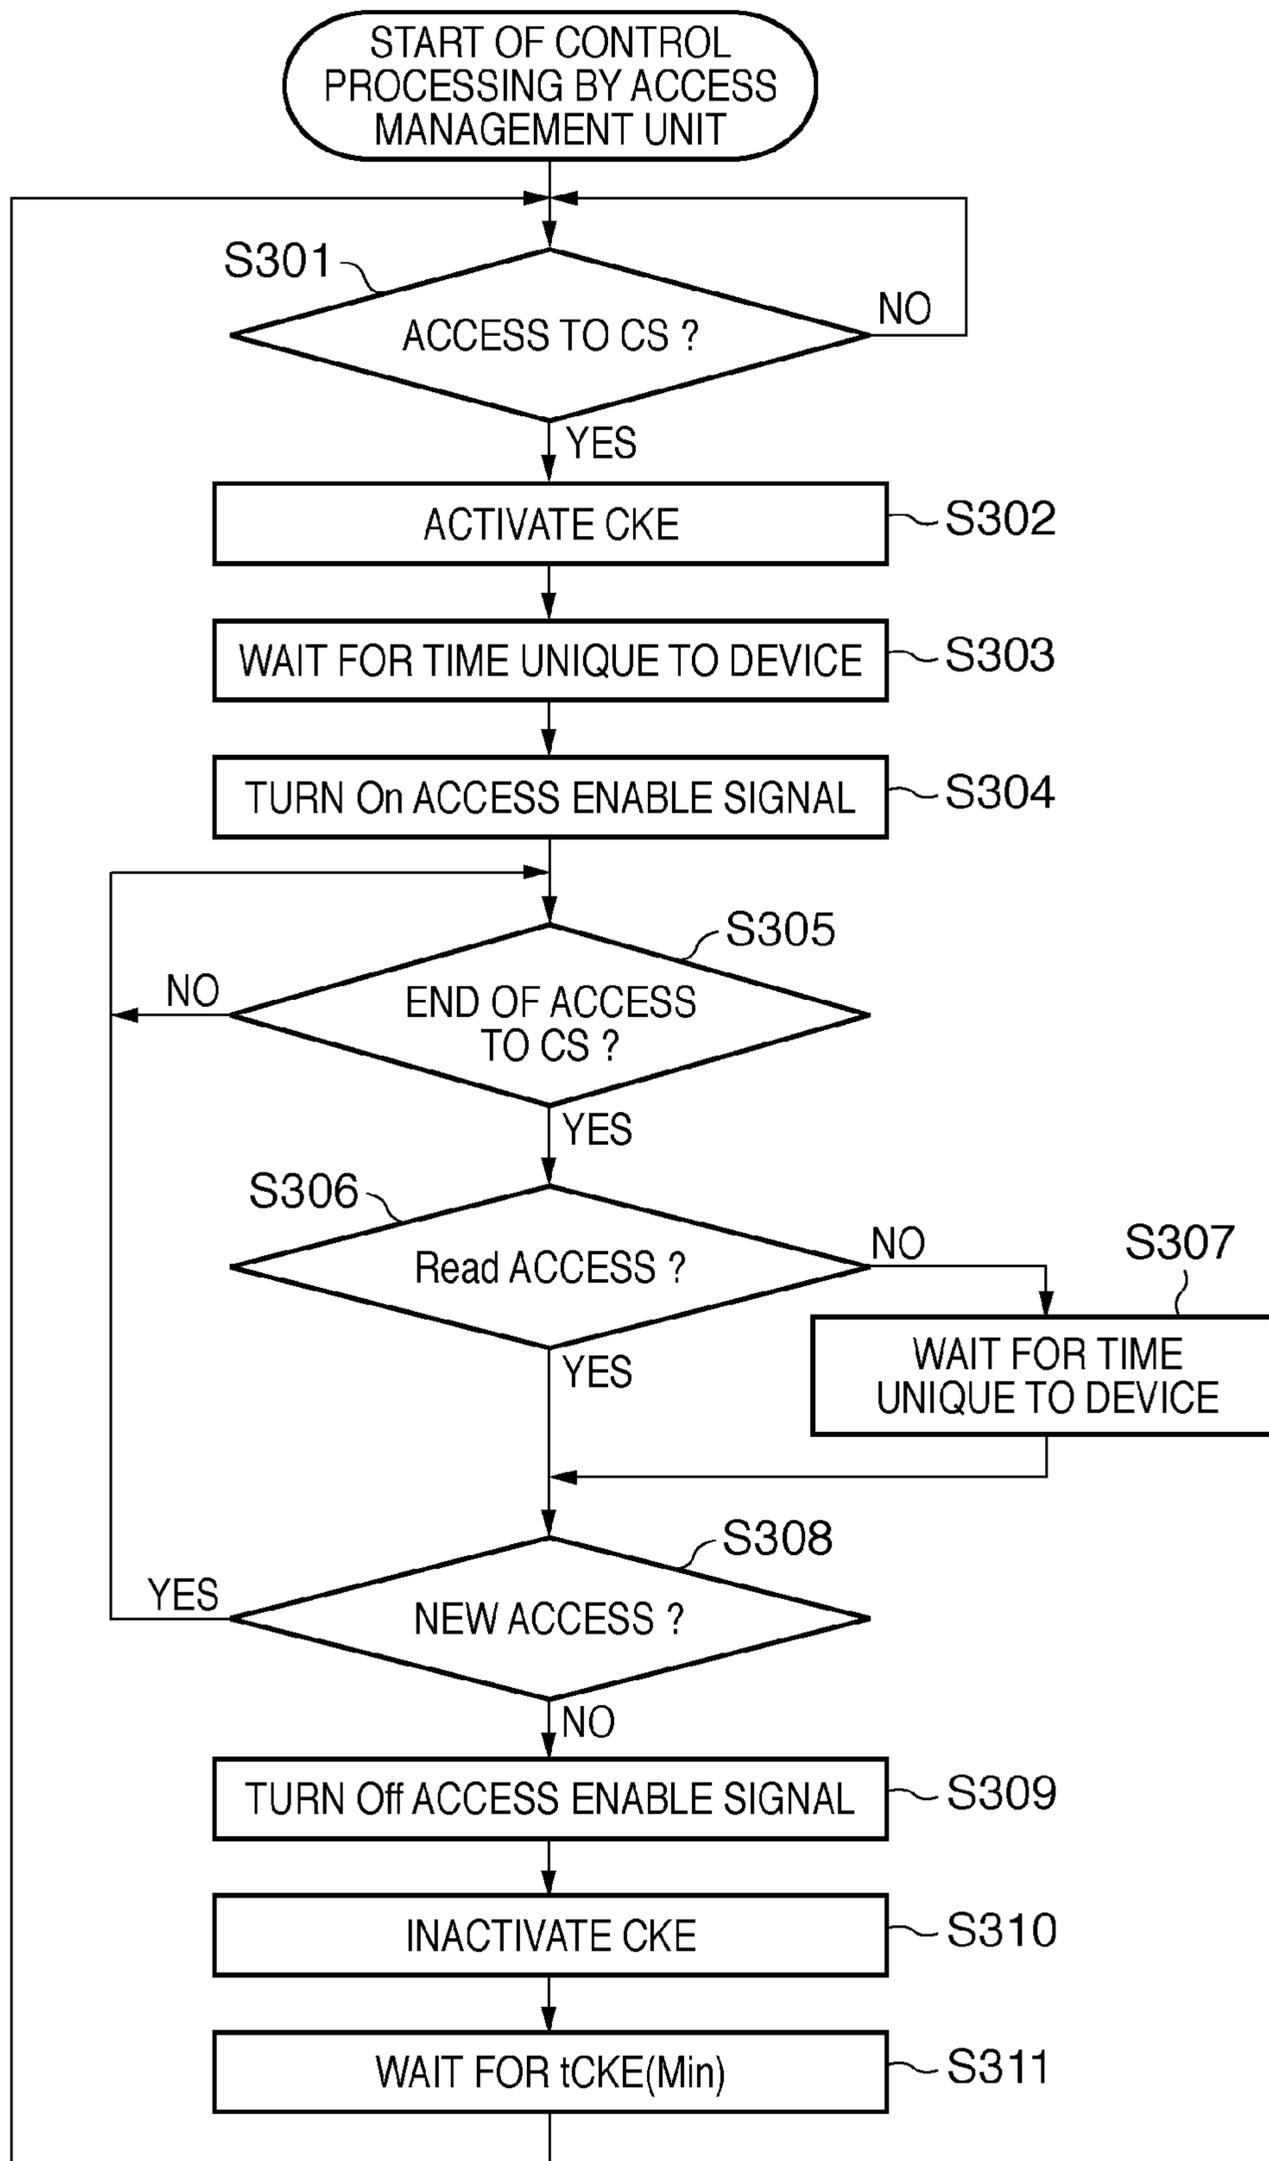 START OF CONTROL
PROCESSING BY ACCESS
MANAGEMENT UNIT
S301
ACCESS TO CS ?
NO
YES
ACTIVATE CKE
S302
WAIT FOR TIME UNIQUE TO DEVICE
S303
TURN On ACCESS ENABLE SIGNAL
S304
S305
END OF ACCESS
TO CS ?
NO
YES
S306
Read ACCESS ?
NO
YES
S307
WAIT FOR TIME
UNIQUE TO DEVICE
S308
NEW ACCESS ?
YES
NO
TURN Off ACCESS ENABLE SIGNAL
S309
INACTIVATE CKE
S310
WAIT FOR tCKE(Min)
S311